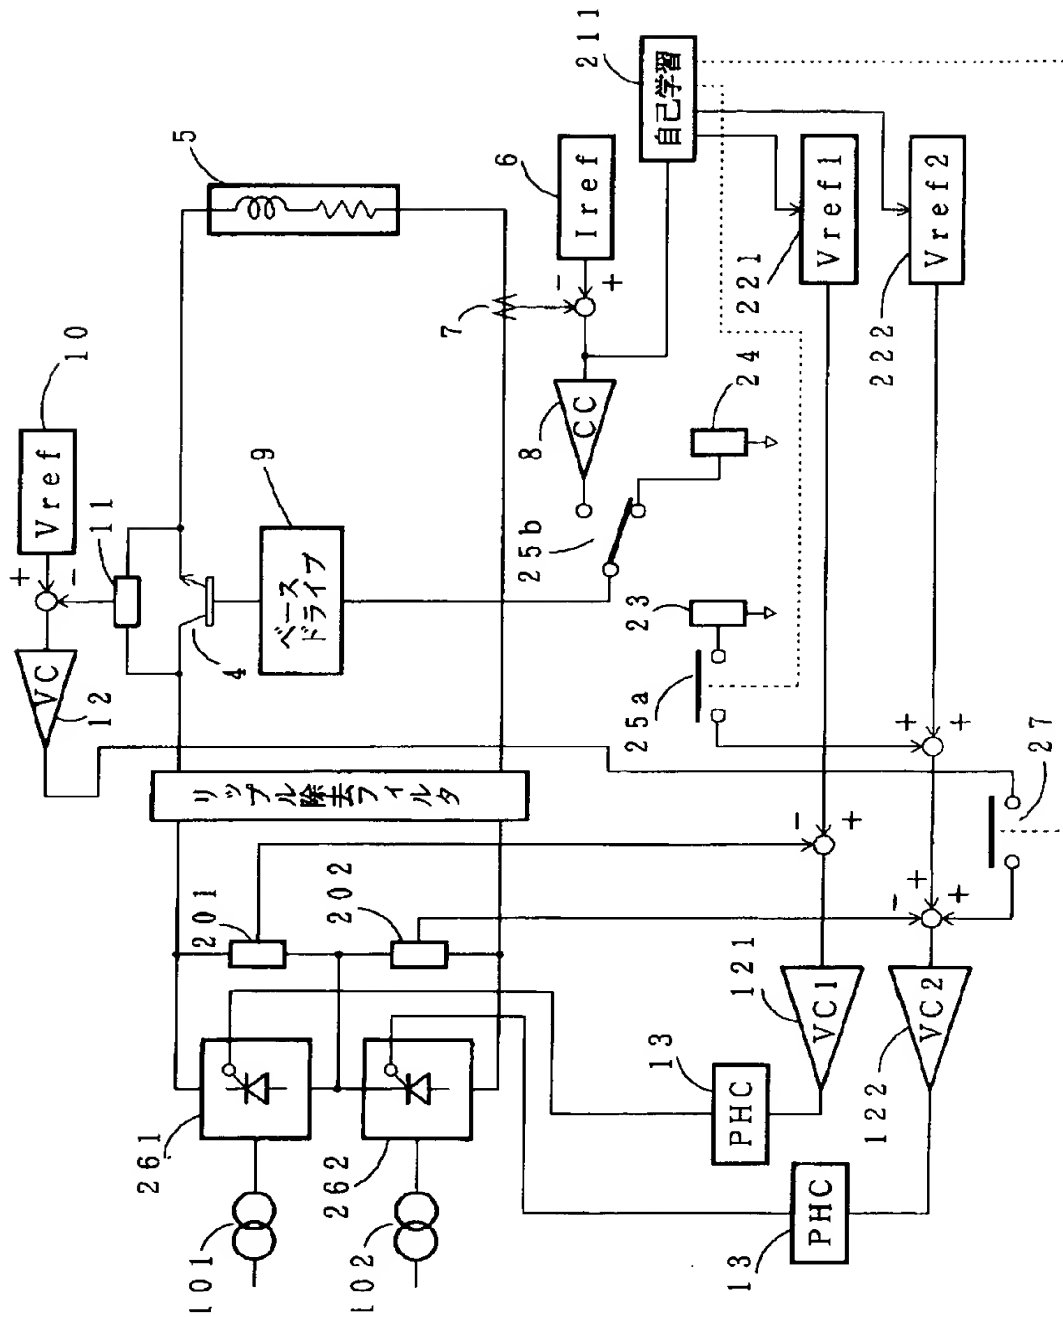 Vref
10
+
-
VC
12
11
5
261
101
201
4
9
ベース
ドライブ
リップル除去フィルタ
202
262
102
7
6
Iref
-
+
8
CC
25b
211
自己学習
23
25a
24
13
PHC
121
VC1
-
+
221
Vref1
13
PHC
122
VC2
-
+
+
+
+
222
Vref2
27